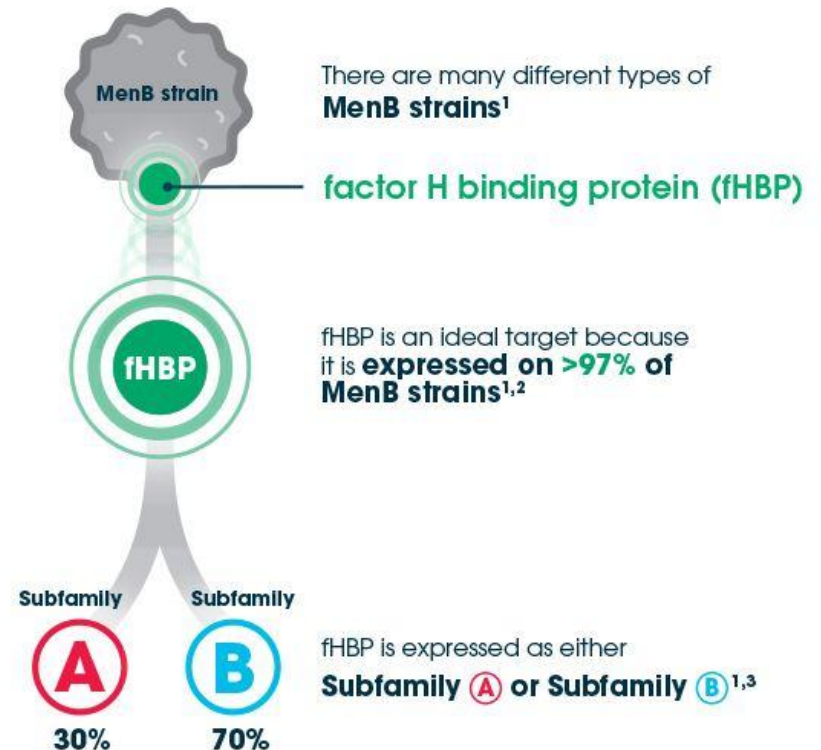 MenB strain
There are many different types of
MenB strains¹
factor H binding protein (fHBP)
fHBP
fHBP is an ideal target because
it is expressed on >97% of
MenB strains¹,²
Subfamily
A
30%
Subfamily
B
70%
fHBP is expressed as either
Subfamily A or Subfamily B¹,³